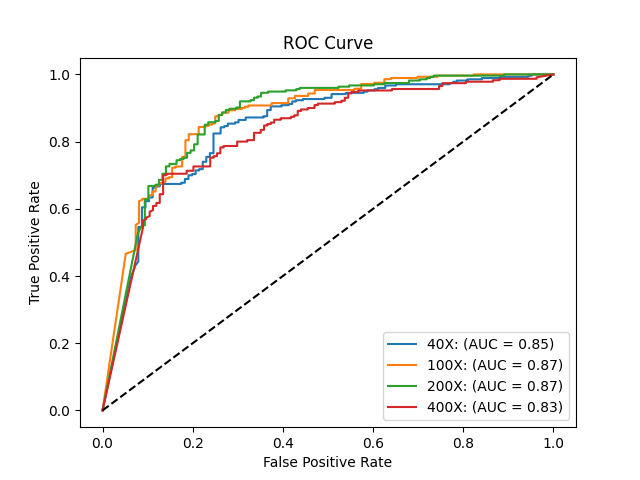 ROC Curve
1.0
0.8
0.6
0.4
0.2
0.0
True Positive Rate
40X: (AUC = 0.85)
100X: (AUC = 0.87)
200X: (AUC = 0.87)
400X: (AUC = 0.83)
0.0 0.2 0.4 0.6 0.8 1.0
False Positive Rate